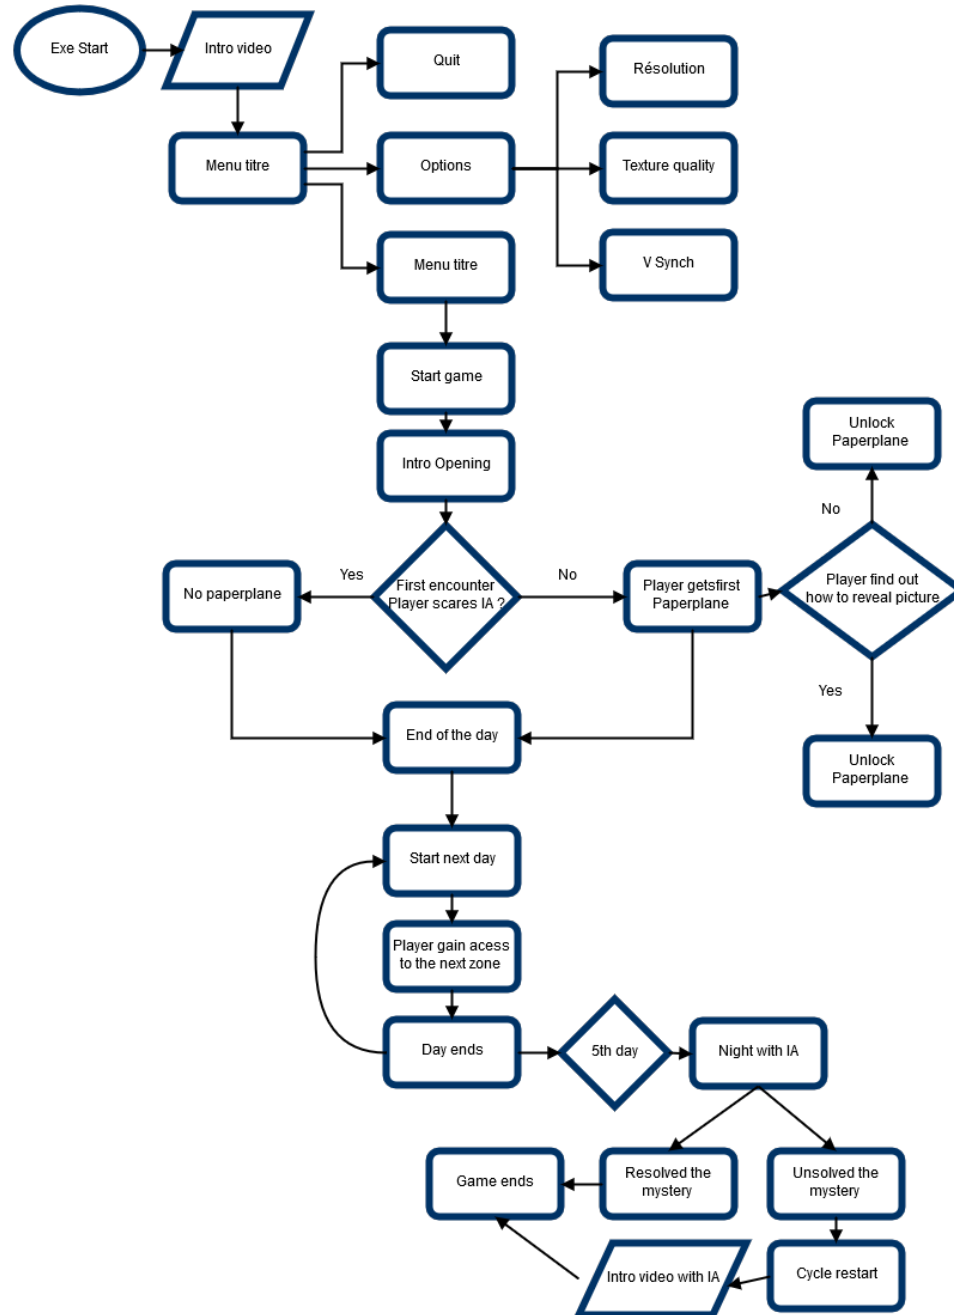 Exe Start
Intro video
Quit
Résolution
Menu titre
Options
Texture quality
Menu titre
V Synch
Start game
Intro Opening
Unlock
Paperplane
No
Yes
No
No paperplane
First encounter
Player scares IA ?
Player getsfirst
Paperplane
Player find out
how to reveal picture
Yes
End of the day
Unlock
Paperplane
Start next day
Player gain acess
to the next zone
Day ends
5th day
Night with IA
Game ends
Resolved the
mystery
Unsolved the
mystery
Intro video with IA
Cycle restart